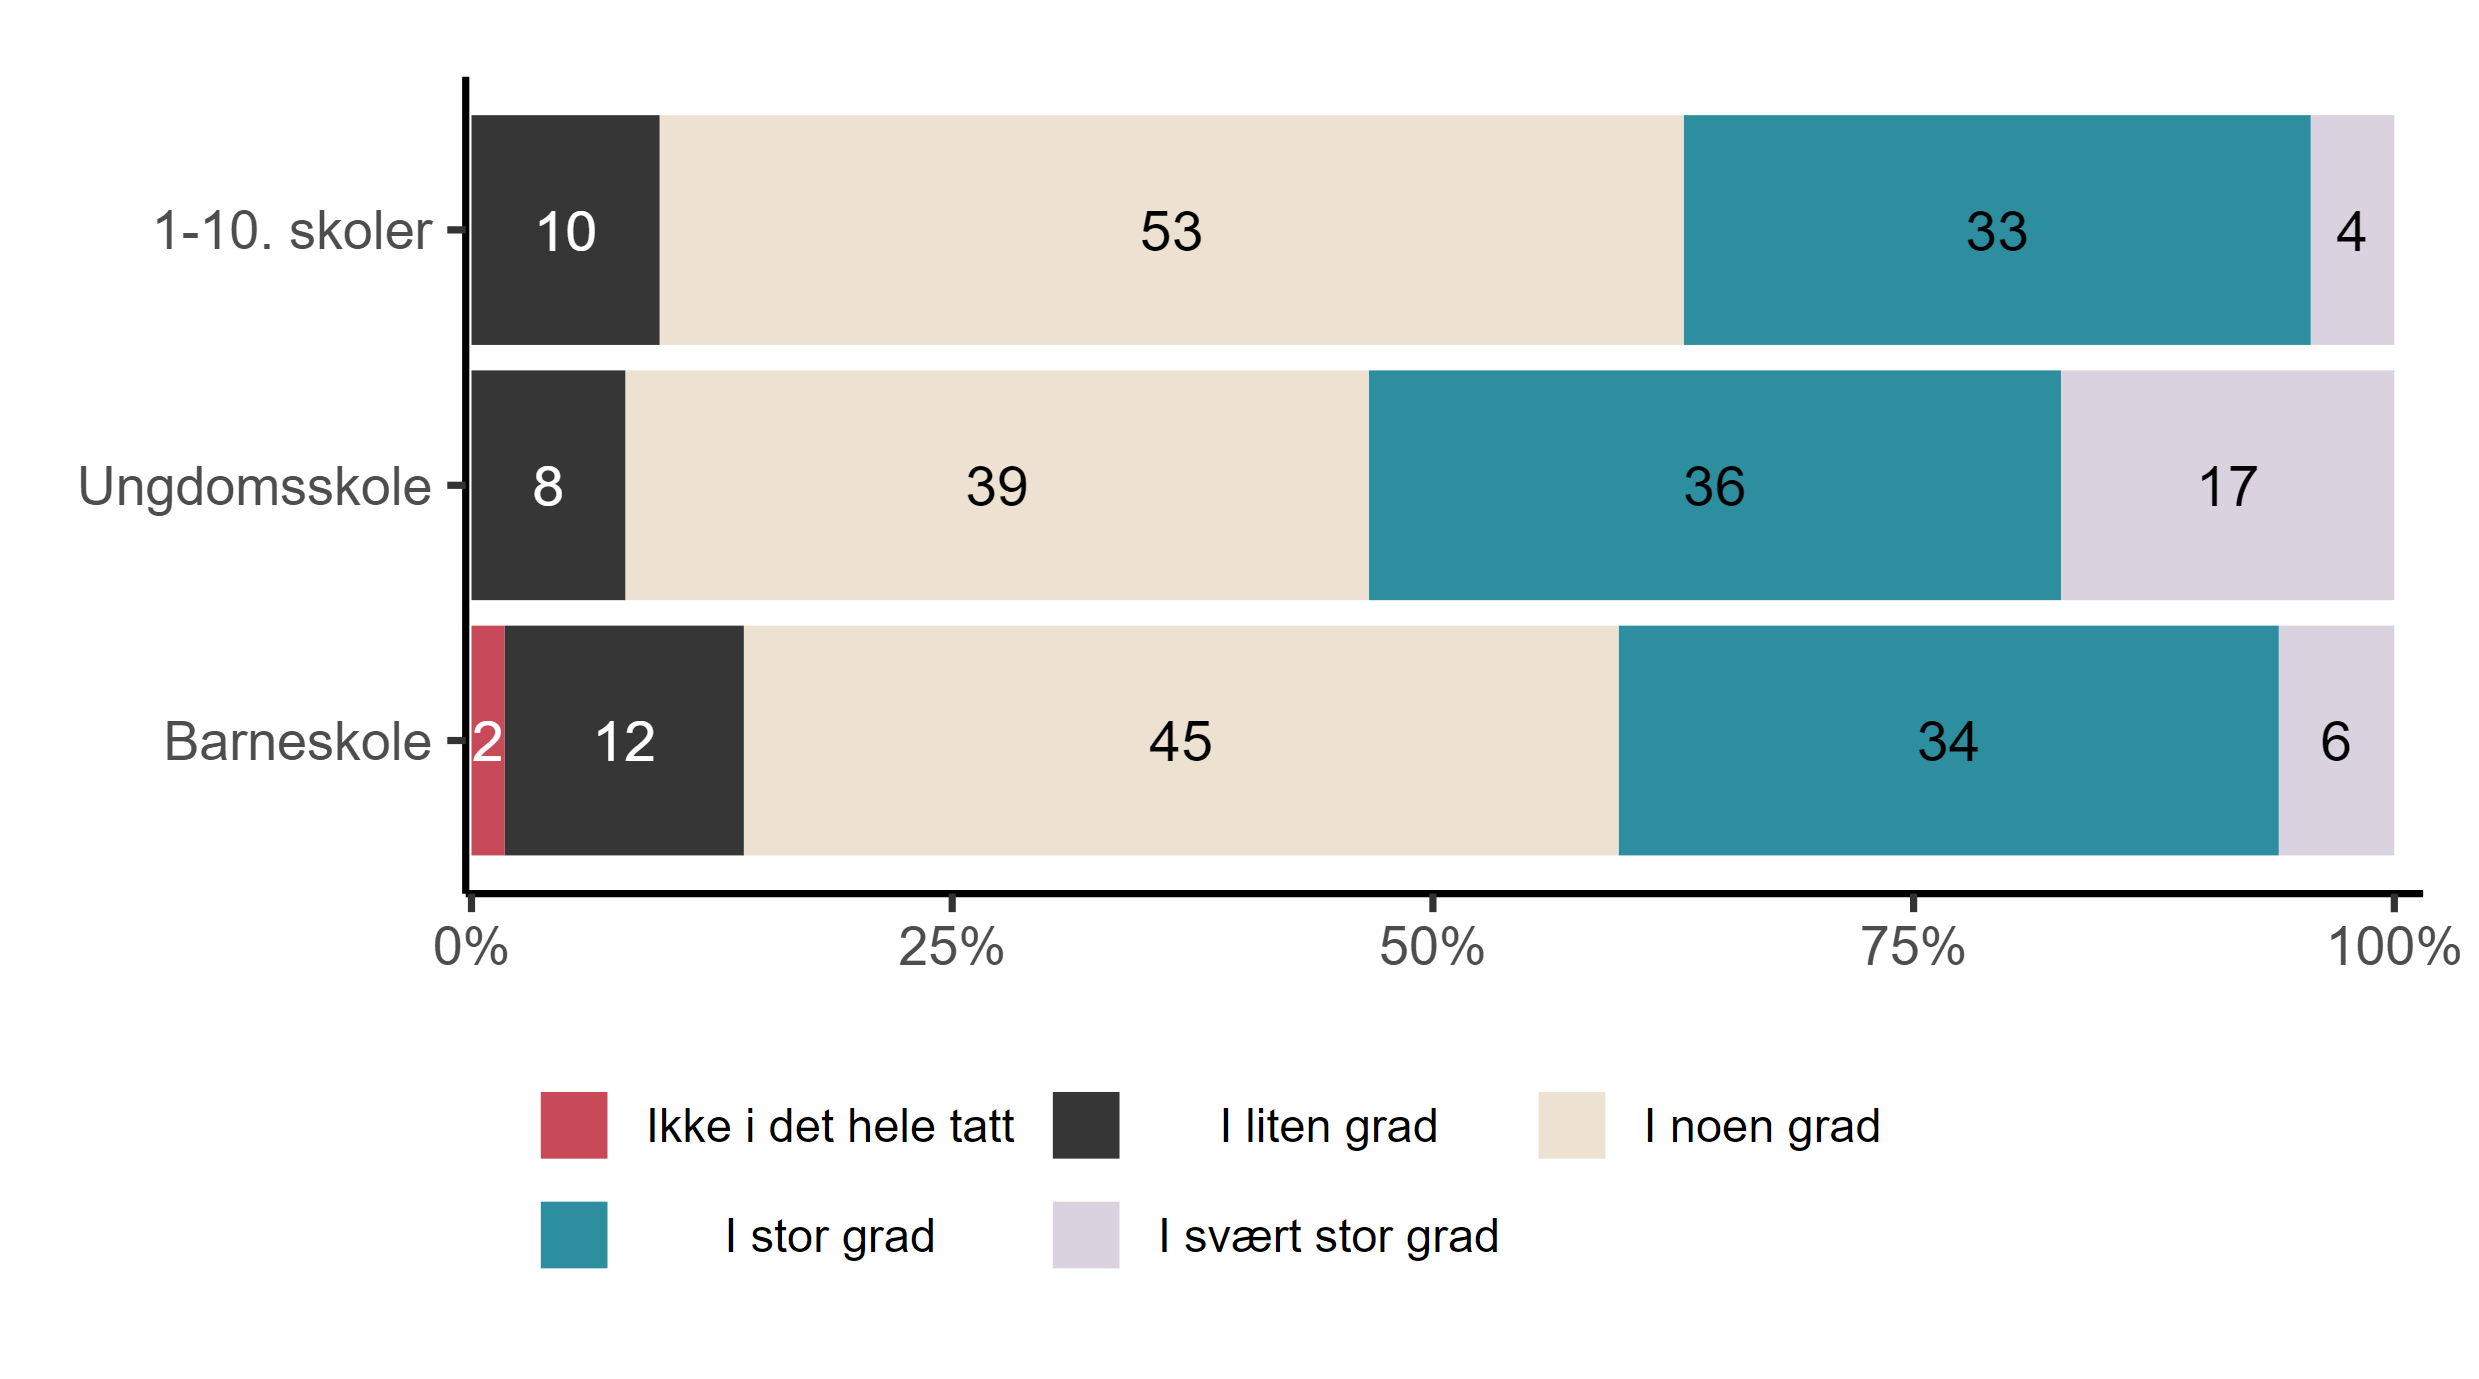 1-10. skoler 10 53 33 4
Ungdomsskole 8 39 36 17
Barneskole 2 12 45 34 6
0% 25% 50% 75% 100%
Ikke i det hele tatt I liten grad I noen grad
I stor grad I svært stor grad